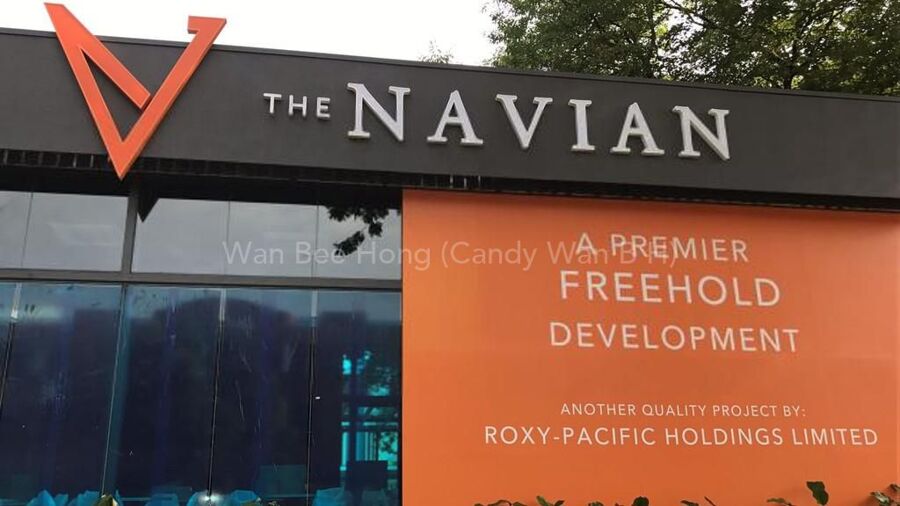 THE NAVIAN
Wan Bee Hong (Candy Wan B H)
A PREMIER
FREEHOLD
DEVELOPMENT
ANOTHER QUALITY PROJECT BY:
ROXY-PACIFIC HOLDINGS LIMITED